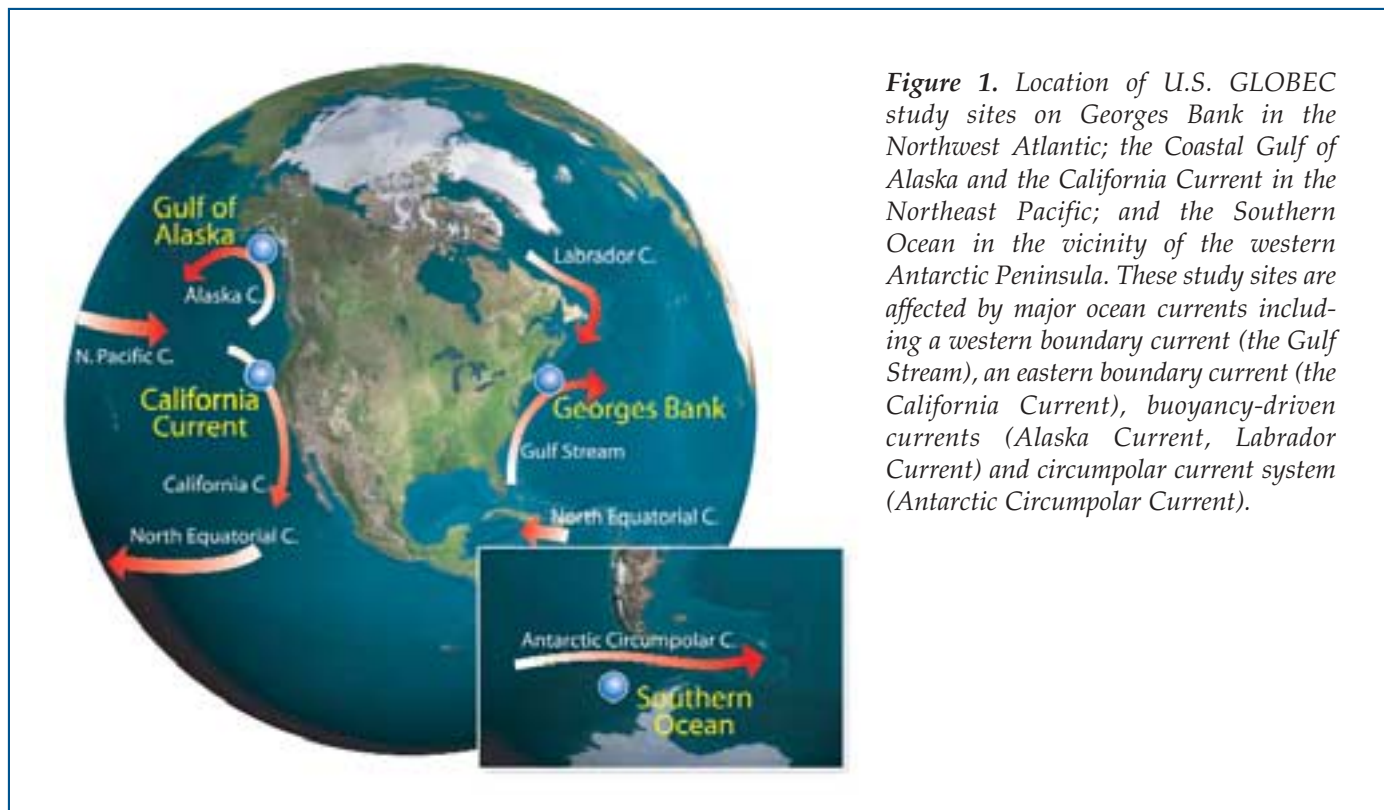 Gulf of
Alaska
Alaska C.
N. Pacific C.
California
Current
California C.
North Equatorial C.
Labrador C.
Georges Bank
Gulf Stream
North Equatorial C.
Antarctic Circumpolar C.
Southern
Ocean
Figure 1. Location of U.S. GLOBEC
study sites on Georges Bank in the
Northwest Atlantic; the Coastal Gulf of
Alaska and the California Current in the
Northeast Pacific; and the Southern
Ocean in the vicinity of the western
Antarctic Peninsula. These study sites are
affected by major ocean currents includ-
ing a western boundary current (the Gulf
Stream), an eastern boundary current (the
California Current), buoyancy-driven
currents (Alaska Current, Labrador
Current) and circumpolar current system
(Antarctic Circumpolar Current).